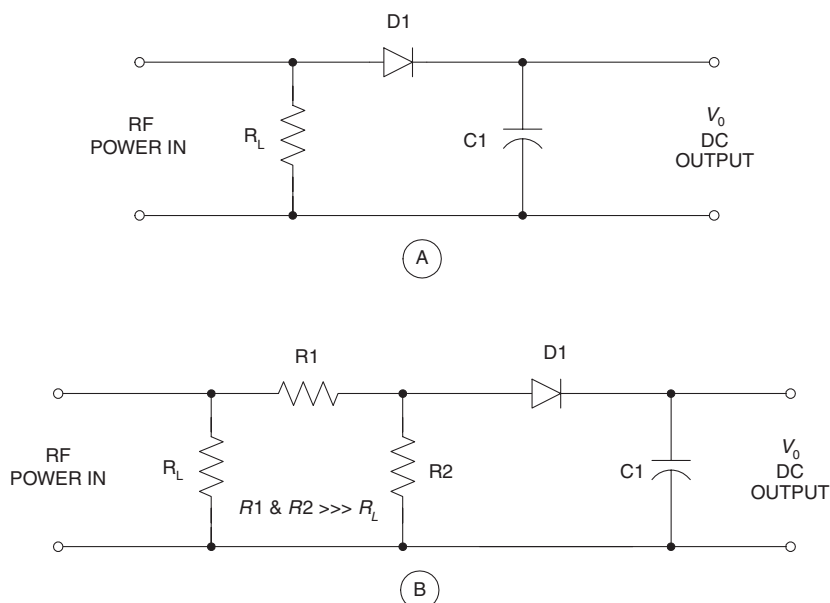 D1
RF
POWER IN
R_L
C1
V_0
DC
OUTPUT
A
R1
D1
RF
POWER IN
R_L
R2
C1
V_0
DC
OUTPUT
R1 & R2 >>> R_L
B